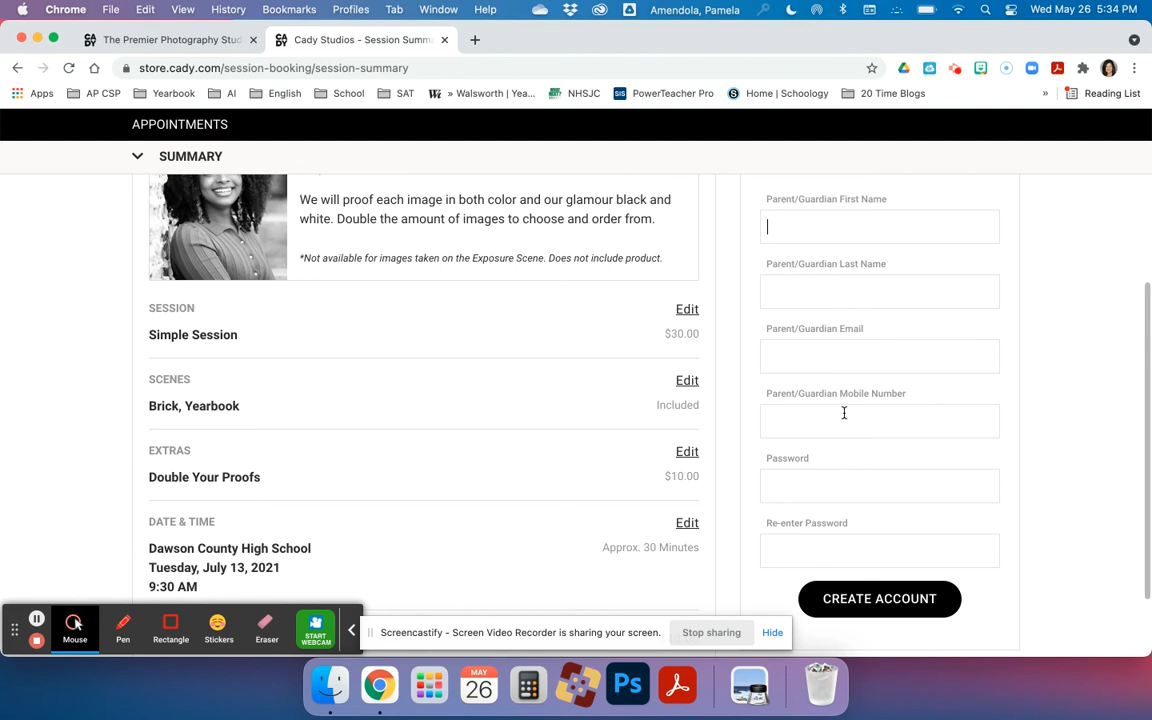 Chrome File Edit View History Bookmarks Profiles Tab Window Help Amendola, Pamela Wed May 26 5:34 PM
The Premier Photography Stud
Cady Studios - Session Summ
store.cady.com/session-booking/session-summary
Apps AP CSP Yearbook AI English School SAT » Walsworth | Yea... NHSJC PowerTeacher Pro Home | Schoology 20 Time Blogs » Reading List
APPOINTMENTS
SUMMARY
We will proof each image in both color and our glamour black and
white. Double the amount of images to choose and order from.
*Not available for images taken on the Exposure Scene. Does not include product.
SESSION Edit
Simple Session $30.00
SCENES Edit
Brick, Yearbook Included
EXTRAS Edit
Double Your Proofs $10.00
DATE & TIME Edit
Dawson County High School Approx. 30 Minutes
Tuesday, July 13, 2021
9:30 AM
Parent/Guardian First Name
Parent/Guardian Last Name
Parent/Guardian Email
Parent/Guardian Mobile Number
Password
Re-enter Password
CREATE ACCOUNT
Mouse Pen Rectangle Stickers Eraser START
WEBCAM
Screencastify - Screen Video Recorder is sharing your screen. Stop sharing Hide
MAY
26
Ps